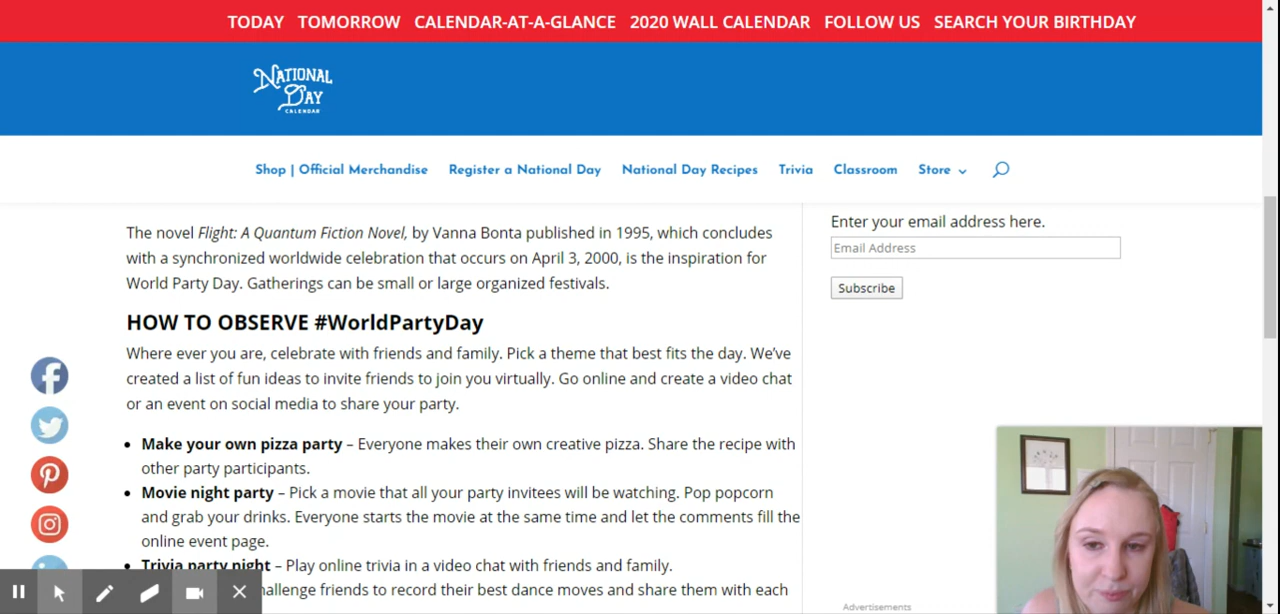 TODAY TOMORROW CALENDAR-AT-A-GLANCE 2020 WALL CALENDAR FOLLOW US SEARCH YOUR BIRTHDAY
NATIONAL
DAY
CALENDAR
Shop | Official Merchandise Register a National Day National Day Recipes Trivia Classroom Store
The novel Flight: A Quantum Fiction Novel, by Vanna Bonta published in 1995, which concludes
with a synchronized worldwide celebration that occurs on April 3, 2000, is the inspiration for
World Party Day. Gatherings can be small or large organized festivals.
HOW TO OBSERVE #WorldPartyDay
Where ever you are, celebrate with friends and family. Pick a theme that best fits the day. We've
created a list of fun ideas to invite friends to join you virtually. Go online and create a video chat
or an event on social media to share your party.
• Make your own pizza party – Everyone makes their own creative pizza. Share the recipe with
other party participants.
• Movie night party – Pick a movie that all your party invitees will be watching. Pop popcorn
and grab your drinks. Everyone starts the movie at the same time and let the comments fill the
online event page.
• Trivia party night – Play online trivia in a video chat with friends and family.
hallenge friends to record their best dance moves and share them with each
Enter your email address here.
Email Address
Subscribe
Advertisements